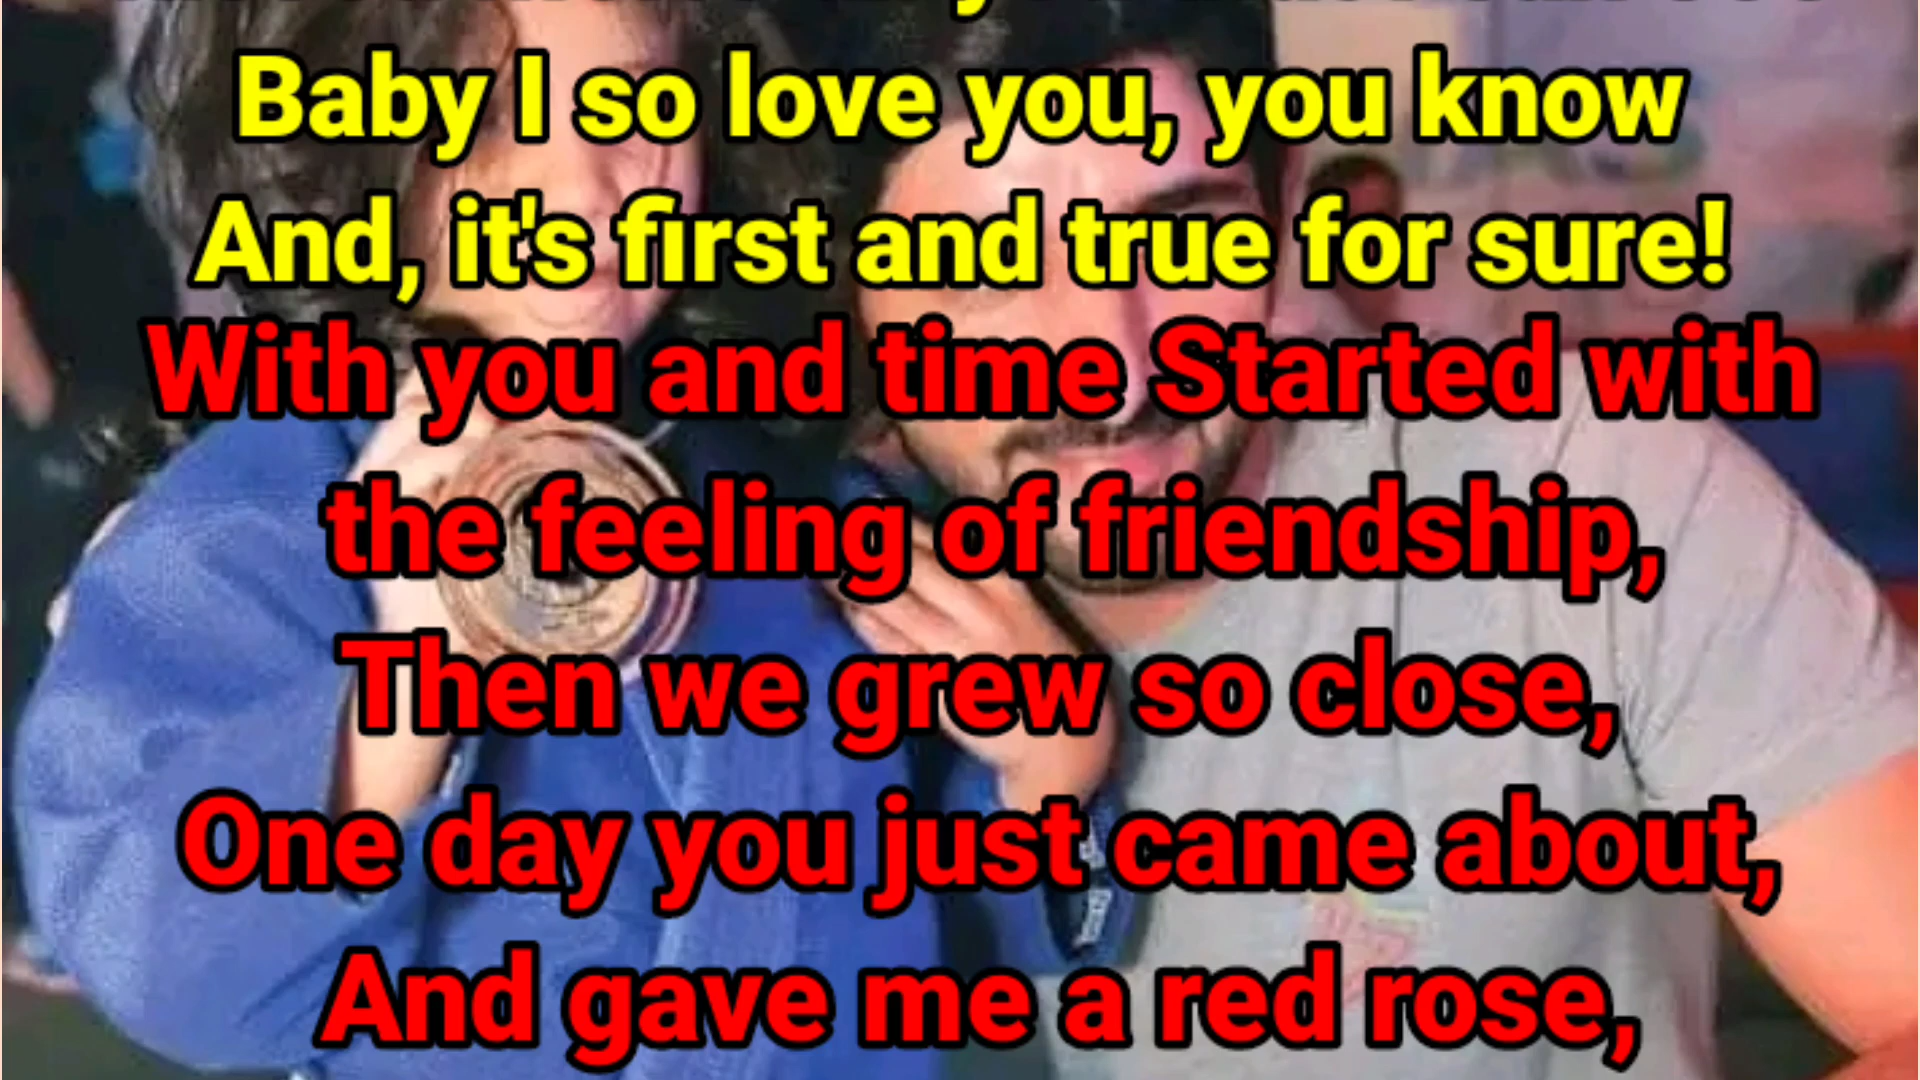 Baby I so love you, you know
And, it's first and true for sure!
With you and time Started with
the feeling of friendship,
Then we grew so close,
One day you just came about,
And gave me a red rose,